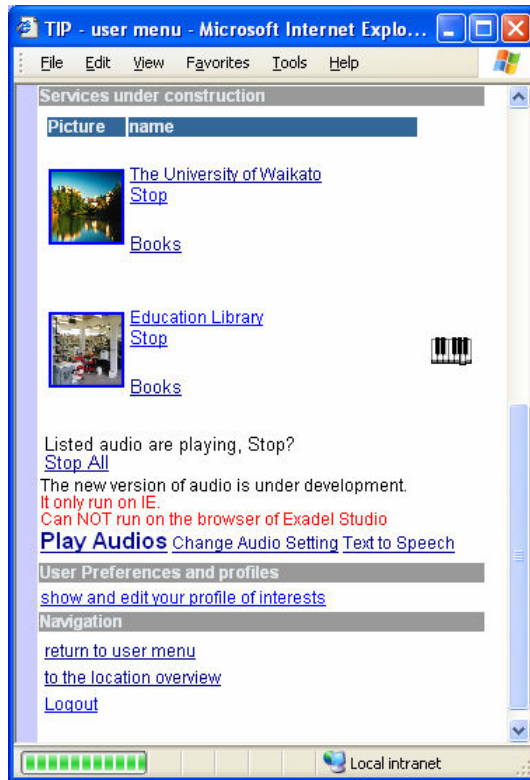 TIP - user menu - Microsoft Internet Explo...
File Edit View Favorites Tools Help
Services under construction
Picture name
The University of Waikato
Stop
Books
Education Library
Stop
Books
Listed audio are playing, Stop?
Stop All
The new version of audio is under development.
It only run on IE.
Can NOT run on the browser of Exadel Studio
Play Audios Change Audio Setting Text to Speech
User Preferences and profiles
show and edit your profile of interests
Navigation
return to user menu
to the location overview
Logout
Local intranet